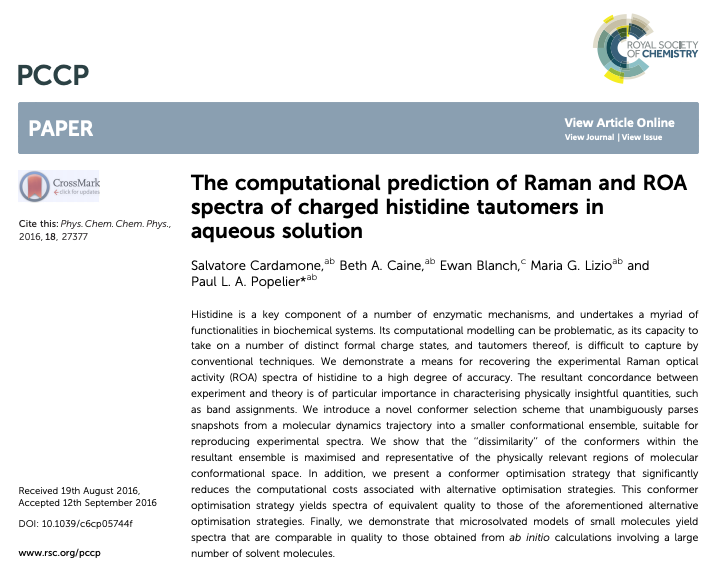 ROYAL SOCIETY
OF CHEMISTRY
PCCP
PAPER
View Article Online
View Journal | View Issue
CrossMark
click for updates
Cite this: Phys. Chem. Chem. Phys.,
2016, 18, 27377
The computational prediction of Raman and ROA
spectra of charged histidine tautomers in
aqueous solution
Salvatore Cardamone,ab Beth A. Caine,ab Ewan Blanch,c Maria G. Lizioab and
Paul L. A. Popelier*ab
Histidine is a key component of a number of enzymatic mechanisms, and undertakes a myriad of
functionalities in biochemical systems. Its computational modelling can be problematic, as its capacity to
take on a number of distinct formal charge states, and tautomers thereof, is difficult to capture by
conventional techniques. We demonstrate a means for recovering the experimental Raman optical
activity (ROA) spectra of histidine to a high degree of accuracy. The resultant concordance between
experiment and theory is of particular importance in characterising physically insightful quantities, such
as band assignments. We introduce a novel conformer selection scheme that unambiguously parses
snapshots from a molecular dynamics trajectory into a smaller conformational ensemble, suitable for
reproducing experimental spectra. We show that the ‘‘dissimilarity’’ of the conformers within the
resultant ensemble is maximised and representative of the physically relevant regions of molecular
conformational space. In addition, we present a conformer optimisation strategy that significantly
reduces the computational costs associated with alternative optimisation strategies. This conformer
optimisation strategy yields spectra of equivalent quality to those of the aforementioned alternative
optimisation strategies. Finally, we demonstrate that microsolvated models of small molecules yield
spectra that are comparable in quality to those obtained from ab initio calculations involving a large
number of solvent molecules.
Received 19th August 2016,
Accepted 12th September 2016
DOI: 10.1039/c6cp05744f
www.rsc.org/pccp